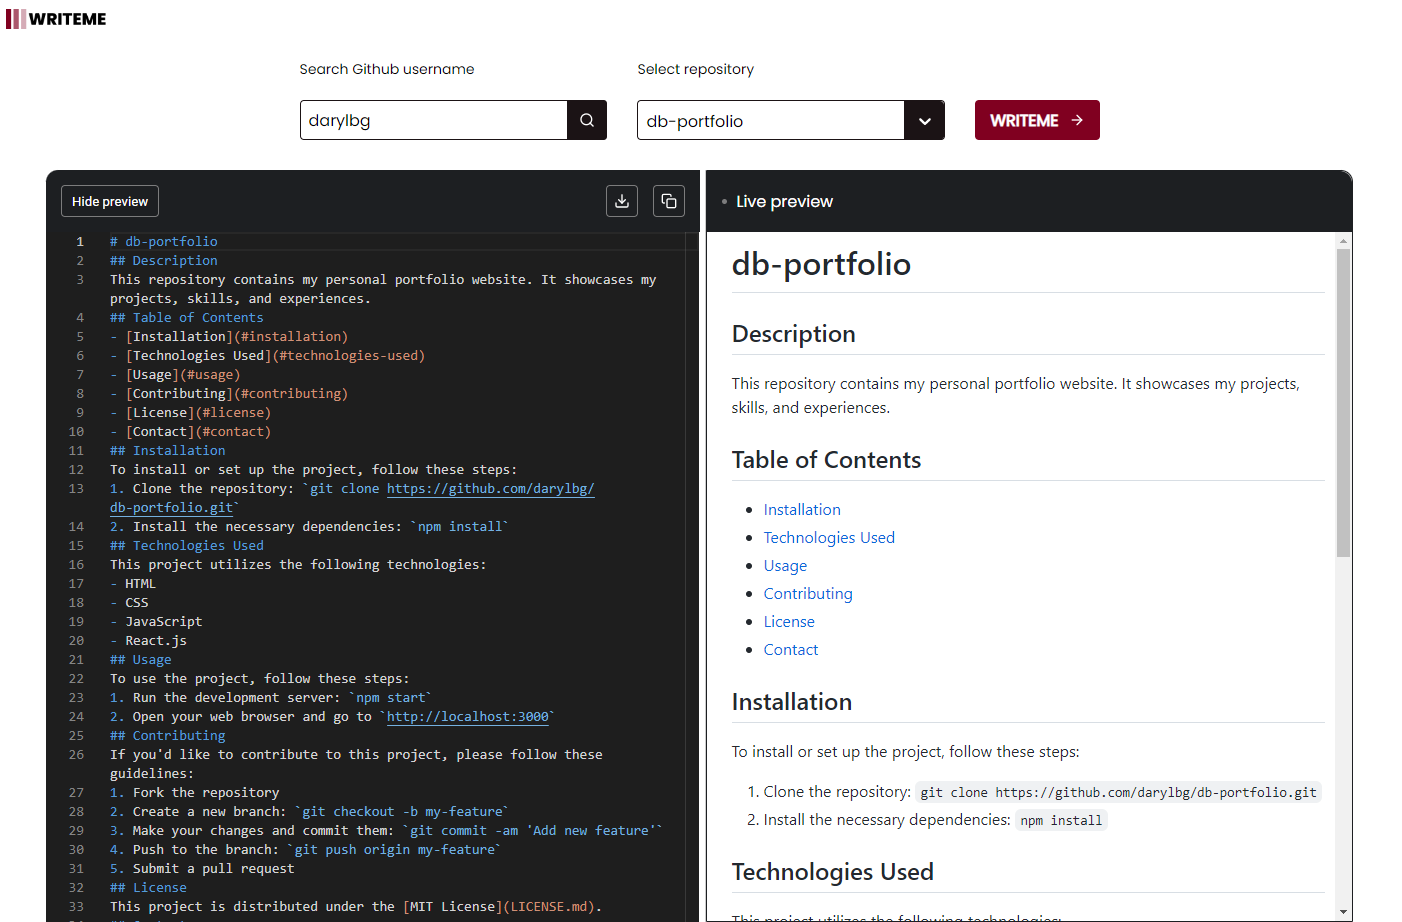 WRITEME
Search Github username
Select repository
darylbg
db-portfolio
WRITEME
Hide preview
1 # db-portfolio
2 ## Description
3 This repository contains my personal portfolio website. It showcases my
projects, skills, and experiences.
4 ## Table of Contents
5 - [Installation](#installation)
6 - [Technologies Used](#technologies-used)
7 - [Usage](#usage)
8 - [Contributing](#contributing)
9 - [License](#license)
10 - [Contact](#contact)
11 ## Installation
12 To install or set up the project, follow these steps:
13 1. Clone the repository: `git clone https://github.com/darylbg/
db-portfolio.git`
14 2. Install the necessary dependencies: `npm install`
15 ## Technologies Used
16 This project utilizes the following technologies:
17 - HTML
18 - CSS
19 - JavaScript
20 - React.js
21 ## Usage
22 To use the project, follow these steps:
23 1. Run the development server: `npm start`
24 2. Open your web browser and go to `http://localhost:3000`
25 ## Contributing
26 If you'd like to contribute to this project, please follow these
guidelines:
27 1. Fork the repository
28 2. Create a new branch: `git checkout -b my-feature`
29 3. Make your changes and commit them: `git commit -am 'Add new feature'`
30 4. Push to the branch: `git push origin my-feature`
31 5. Submit a pull request
32 ## License
33 This project is distributed under the [MIT License](LICENSE.md).
Live preview
db-portfolio
Description
This repository contains my personal portfolio website. It showcases my projects,
skills, and experiences.
Table of Contents
• Installation
• Technologies Used
• Usage
• Contributing
• License
• Contact
Installation
To install or set up the project, follow these steps:
1. Clone the repository: git clone https://github.com/darylbg/db-portfolio.git
2. Install the necessary dependencies: npm install
Technologies Used
This project utilizes the following technologies: